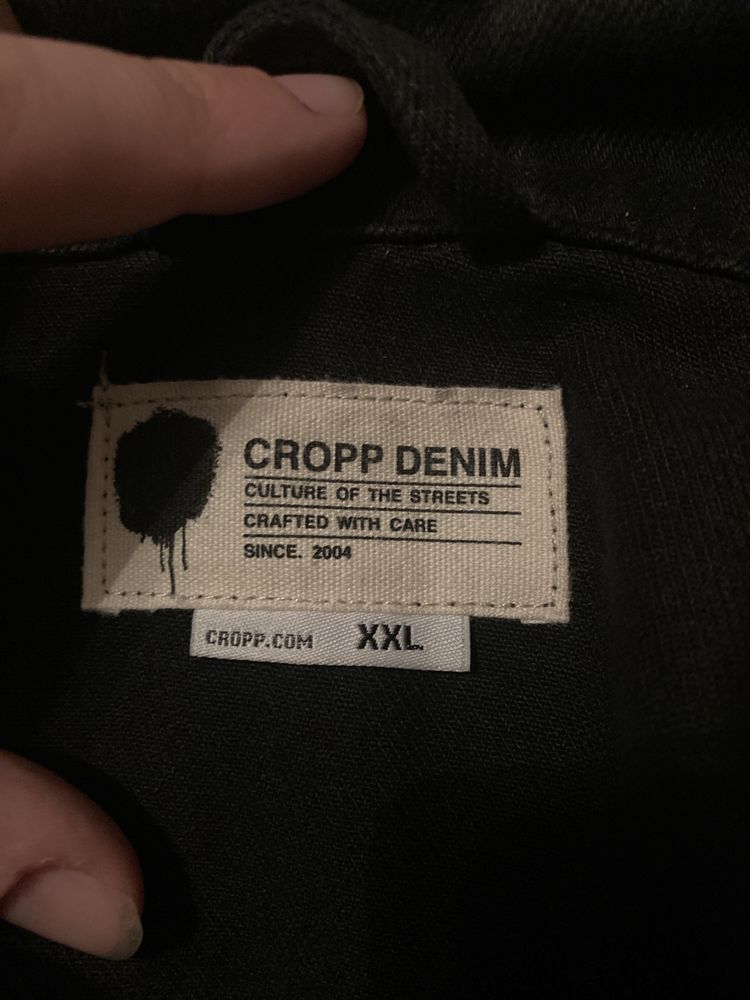 CROPP DENIM
CULTURE OF THE STREETS
CRAFTED WITH CARE
SINCE. 2004
CROPP.COM XXL